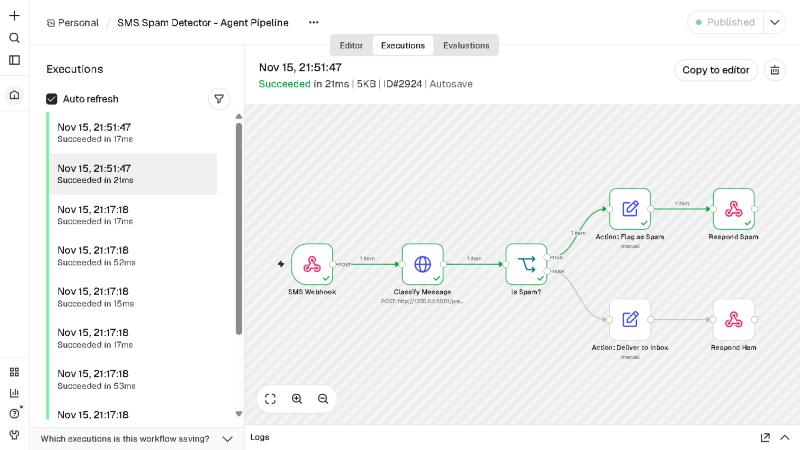 Personal / SMS Spam Detector - Agent Pipeline ...
Published
Editor Executions Evaluations
Executions
Auto refresh
Nov 15, 21:51:47
Succeeded in 17ms
Nov 15, 21:51:47
Succeeded in 21ms
Nov 15, 21:17:18
Succeeded in 17ms
Nov 15, 21:17:18
Succeeded in 52ms
Nov 15, 21:17:18
Succeeded in 15ms
Nov 15, 21:17:18
Succeeded in 17ms
Nov 15, 21:17:18
Succeeded in 53ms
Nov 15, 21:17:18
Which executions is this workflow saving?
Nov 15, 21:51:47
Succeeded in 21ms | 5KB | ID#2924 | Autosave
Copy to editor
POST
1 item
SMS Webhook
Classify Message
1 item
Is Spam?
true
false
1 item
Action: Flag as Spam
manual
1 item
Respond Spam
Action: Deliver to Inbox
manual
Respond Ham
Logs